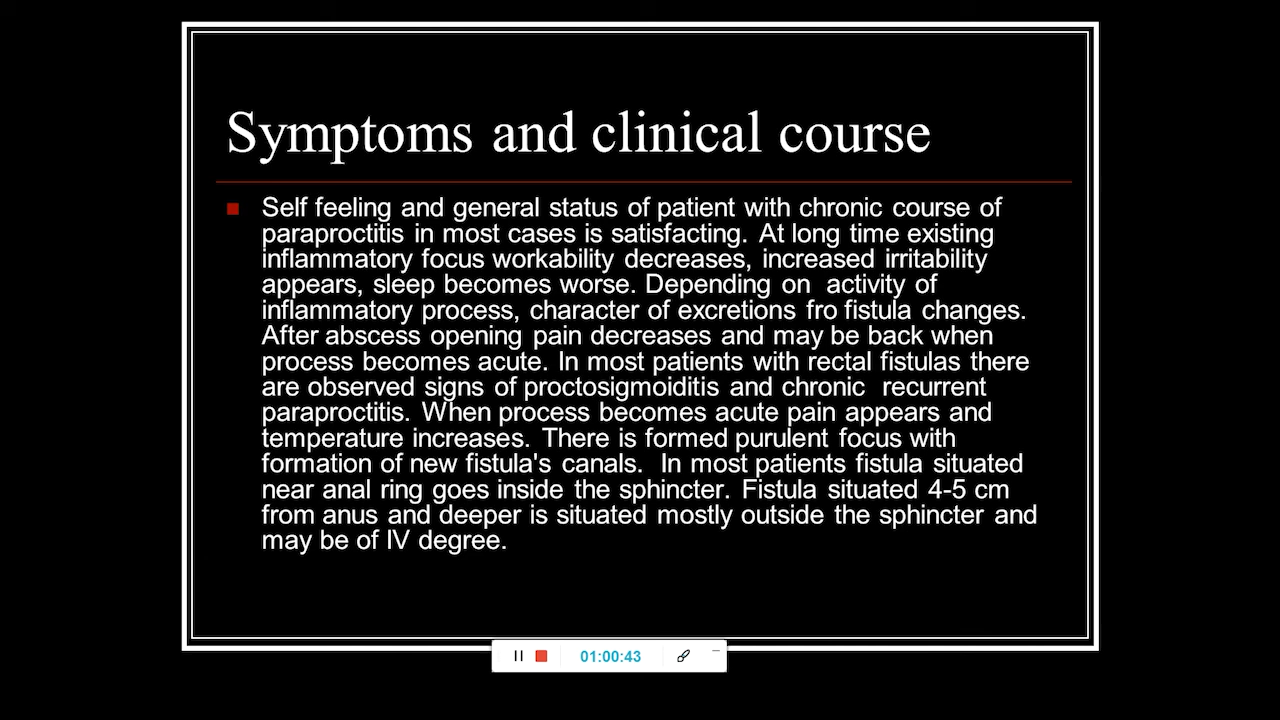 Symptoms and clinical course
Self feeling and general status of patient with chronic course of
paraproctitis in most cases is satisfacting. At long time existing
inflammatory focus workability decreases, increased irritability
appears, sleep becomes worse. Depending on activity of
inflammatory process, character of excretions fro fistula changes.
After abscess opening pain decreases and may be back when
process becomes acute. In most patients with rectal fistulas there
are observed signs of proctosigmoiditis and chronic recurrent
paraproctitis. When process becomes acute pain appears and
temperature increases. There is formed purulent focus with
formation of new fistula's canals. In most patients fistula situated
near anal ring goes inside the sphincter. Fistula situated 4-5 cm
from anus and deeper is situated mostly outside the sphincter and
may be of IV degree.
01:00:43